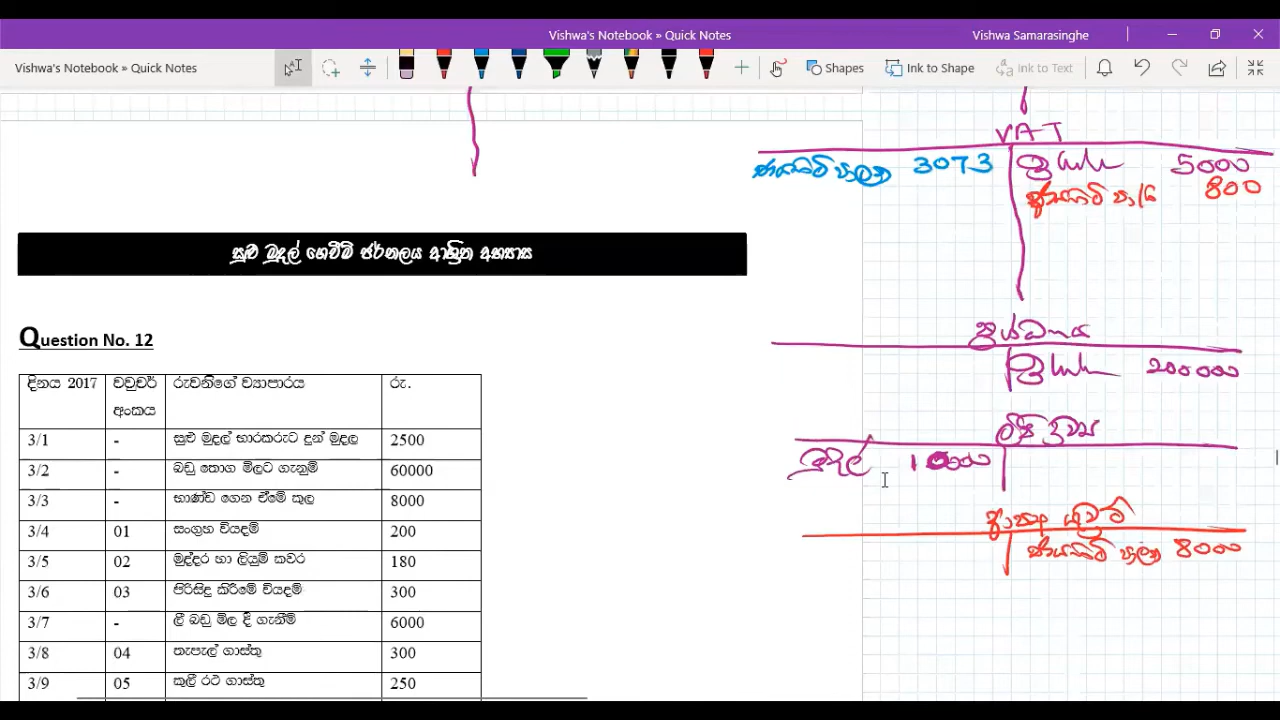 Vishwa's Notebook » Quick Notes
Vishwa Samarasinghe
Vishwa's Notebook » Quick Notes
Shapes
Ink to Shape
Ink to Text
සුළු මුදල් ගෙවීම් ජර්නලය ආශ්‍රිත අභ්‍යාස
Question No. 12
දිනය 2017 වවුචර් අංකය රුවනිගේ ව්‍යාපාරය රු.
3/1 - සුළු මුදල් භාරකරුට දුන් මුදල 2500
3/2 - බඩු තොග මිලට ගැනුම් 60000
3/3 - භාණ්ඩ ගෙන ඒමේ කුලු 8000
3/4 01 සංග්‍රහ වියදම් 200
3/5 02 මුද්දර හා ලියුම් කවර 180
3/6 03 පිරිසිදු කිරීමේ වියදම් 300
3/7 - ලී බඩු මිල දී ගැනීම් 6000
3/8 04 තැපැල් ගාස්තු 300
3/9 05 කුලී රථ ගාස්තු 250
VAT
3073
5000
800
200000
ලිපි ද්‍රව්‍ය
මුදල්
8000